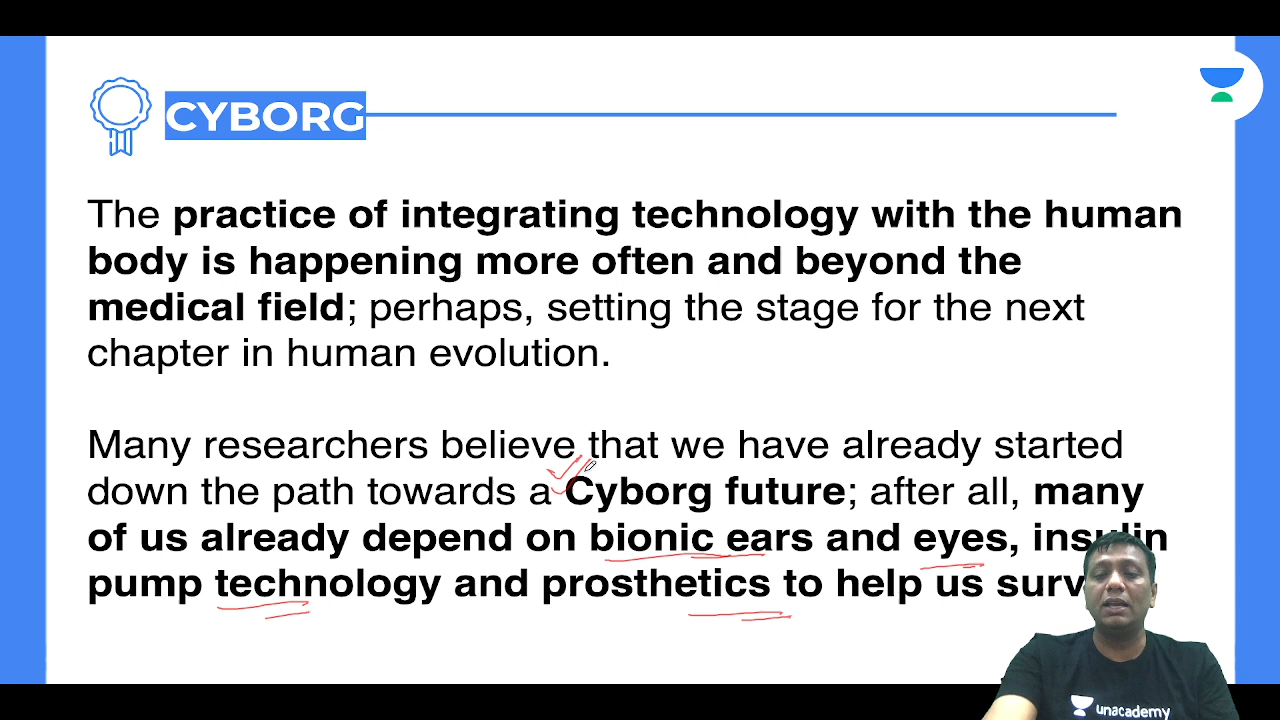 CYBORG
The practice of integrating technology with the human
body is happening more often and beyond the
medical field; perhaps, setting the stage for the next
chapter in human evolution.
Many researchers believe that we have already started
down the path towards a Cyborg future; after all, many
of us already depend on bionic ears and eyes, insulin
pump technology and prosthetics to help us surv
unacademy